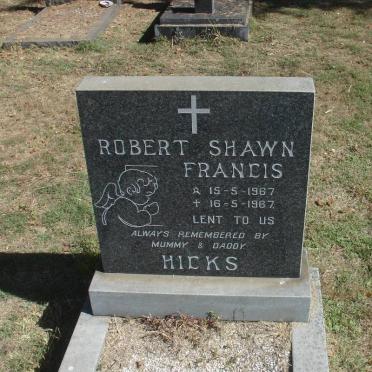 ROBERT SHAWN
FRANCIS
* 15-5-1967
+ 16-5-1967.
LENT TO US
ALWAYS REMEMBERED BY
MUMMY & DADDY
HICKS